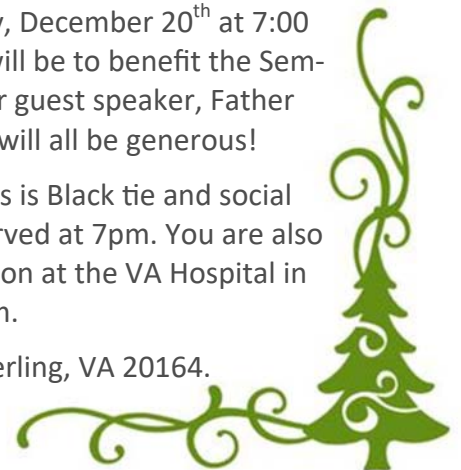 y, December 20th at 7:00
will be to benefit the Sem-
r guest speaker, Father
will all be generous!
s is Black tie and social
rved at 7pm. You are also
on at the VA Hospital in
m.
erling, VA 20164.